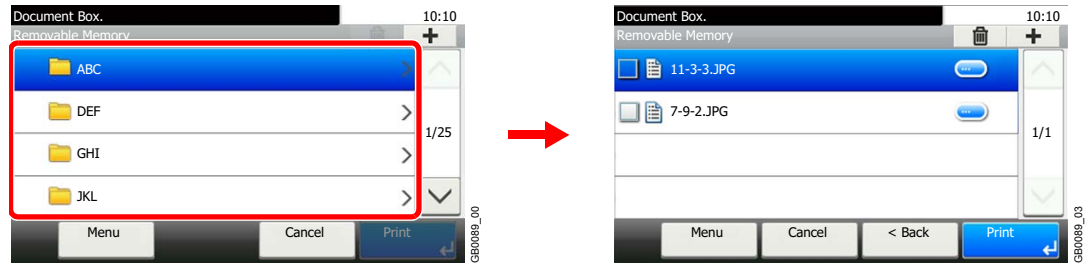 Document Box.
10:10
Removable Memory
ABC
DEF
GHI
JKL
1/25
Menu
Cancel
Print
GB0089_00
Document Box.
10:10
Removable Memory
11-3-3.JPG
7-9-2.JPG
1/1
Menu
Cancel
< Back
Print
GB0089_03